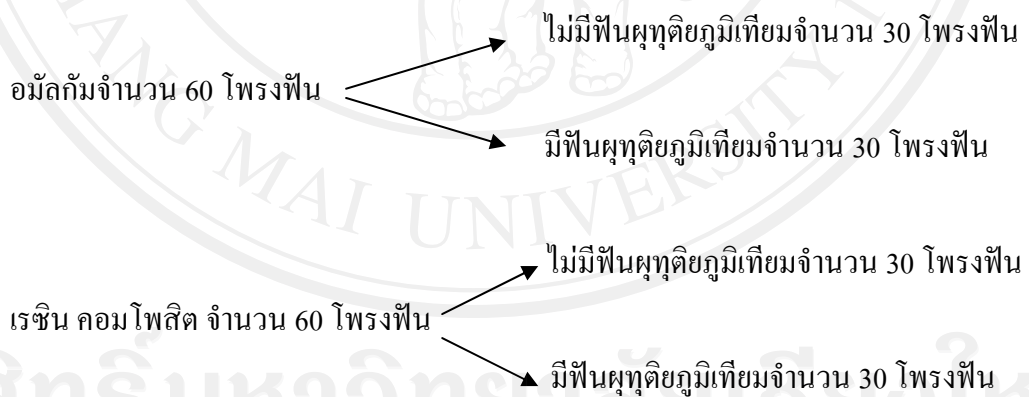 ไม่มีฟันผุทุติยภูมิเทียมจำนวน 30 โพรงฟัน
อมัลกัมจำนวน 60 โพรงฟัน
มีฟันผุทุติยภูมิเทียมจำนวน 30 โพรงฟัน
ไม่มีฟันผุทุติยภูมิเทียมจำนวน 30 โพรงฟัน
เรซิน คอมโพสิต จำนวน 60 โพรงฟัน
มีฟันผุทุติยภูมิเทียมจำนวน 30 โพรงฟัน
MAI UNIVERSITY